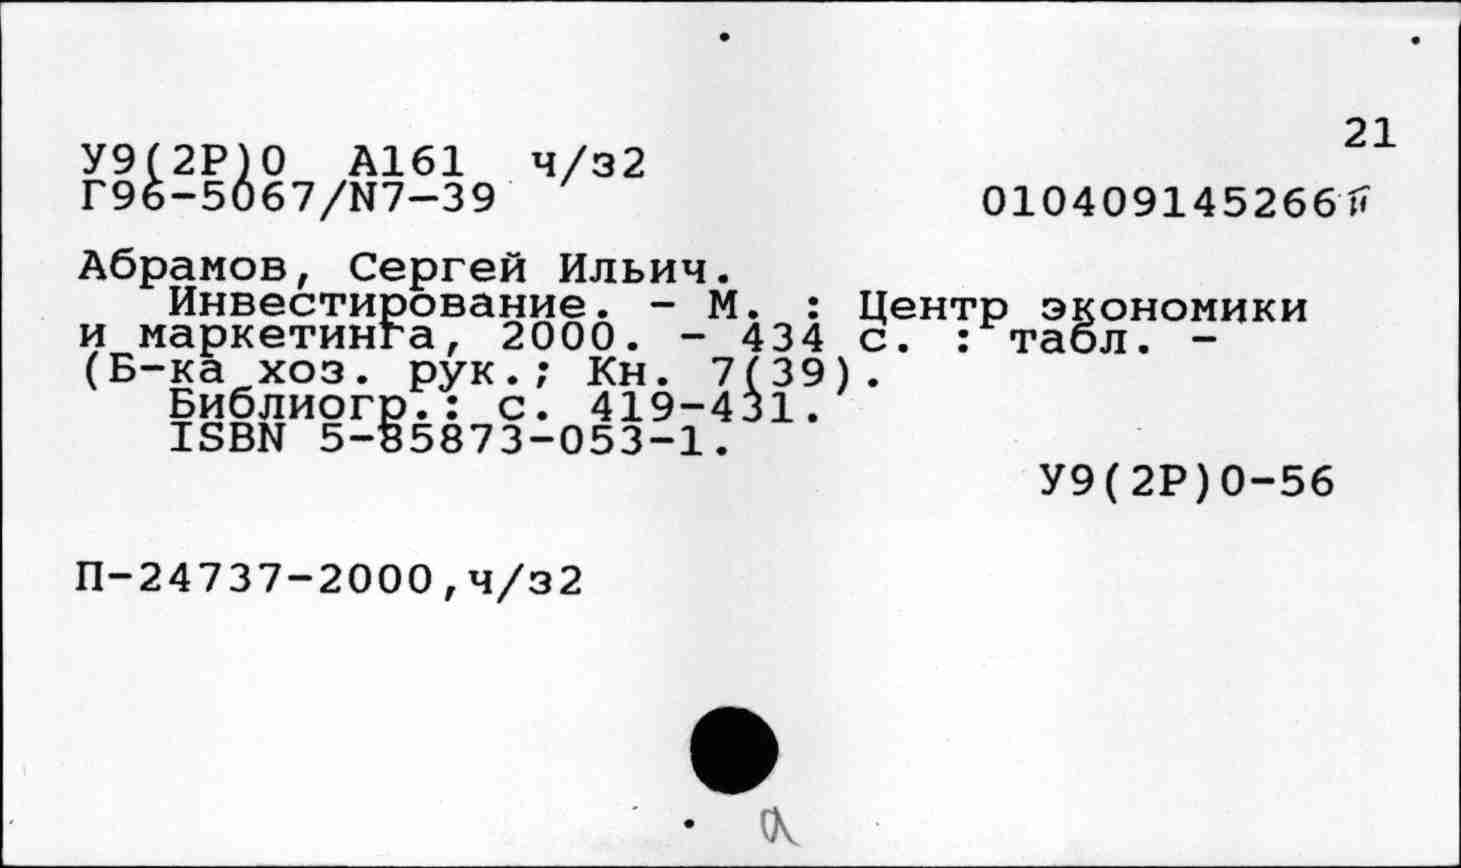 21
У9(2Р)0 А161 ч/з2
Г96-5067/N7-39 010409145266
Абрамов, Сергей Ильич.
Инвестирование. - М. : Центр экономики
и маркетинга, 2000. - 434 с. : табл. -
(Б-ка хоз. рук.; Кн. 7(39).
Библиогр.: с. 419-431.
ISBN 5-85873-053-1.
У9(2Р)0-56
П-24737-2000,ч/з2